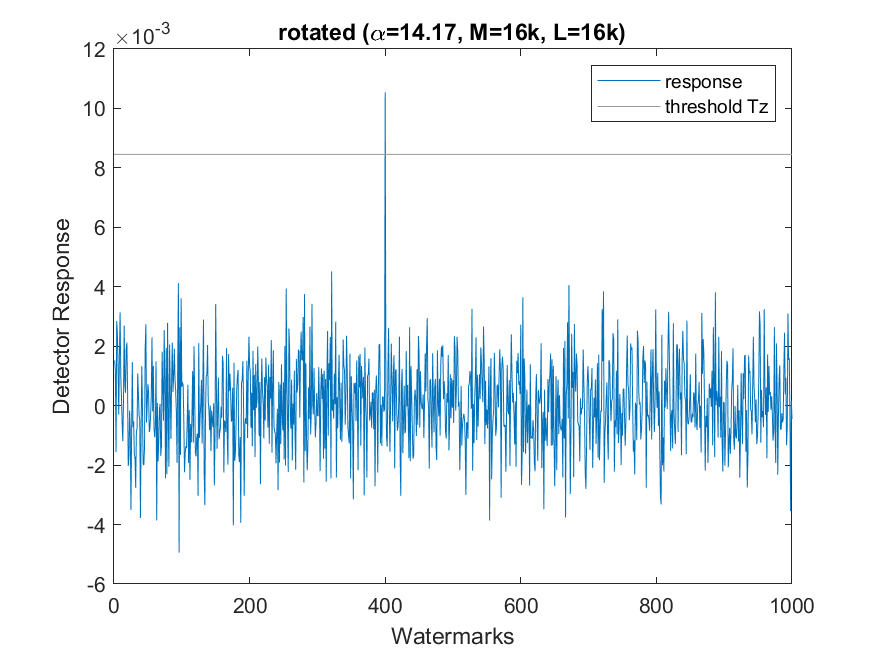 rotated (α=14.17, M=16k, L=16k)
×10-3
12
10
8
6
4
2
0
-2
-4
-6
Detector Response
response
threshold Tz
0 200 400 600 800 1000
Watermarks